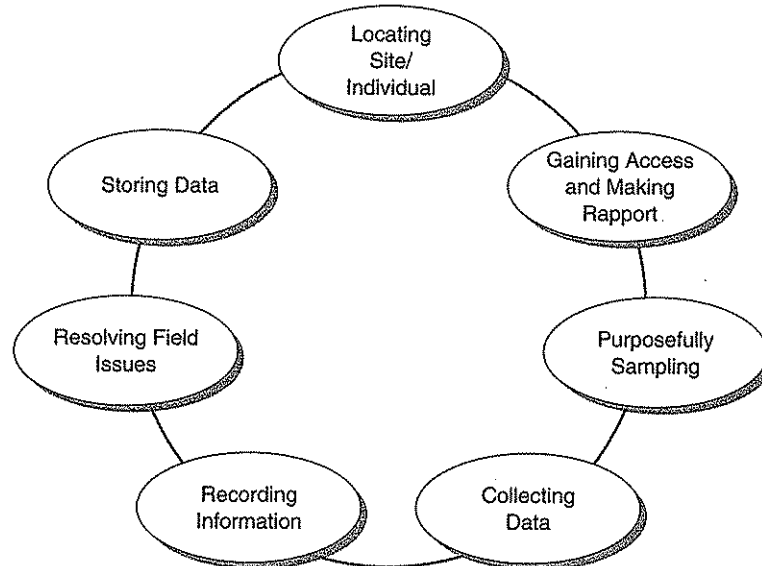 Locating
Site/
Individual
Gaining Access
and Making
Rapport
Purposefully
Sampling
Collecting
Data
Recording
Information
Resolving Field
Issues
Storing Data